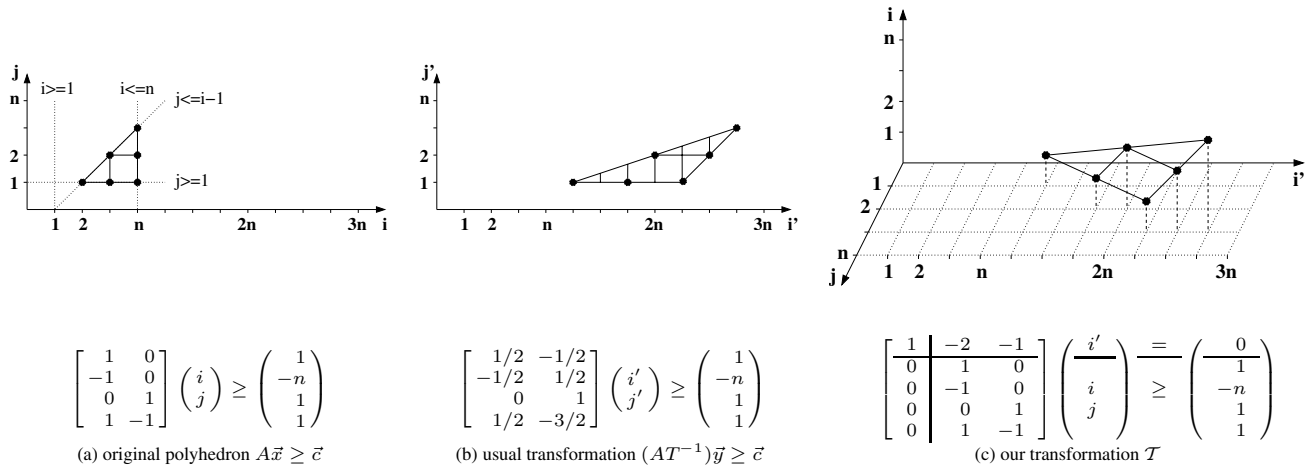 j
n
2
1
i>=1
i<=n
j<=i−1
j>=1
1 2 n 2n 3n i
j'
n
2
1
1 2 n 2n 3n i'
i
n
2
1
i'
1
2
n
j
1 2 n 2n 3n
[ 1 0 ] ( i ) ≥ ( 1 )
[ −1 0 ] ( j ) ( −n )
[ 0 1 ] ( 1 )
[ 1 −1 ] ( 1 )
(a) original polyhedron A\vec{x} ≥ \vec{c}
[ 1/2 −1/2 ] ( i' ) ≥ ( 1 )
[ −1/2 1/2 ] ( j' ) ( −n )
[ 0 1 ] ( 1 )
[ 1/2 −3/2 ] ( 1 )
(b) usual transformation (AT⁻¹)\vec{y} ≥ \vec{c}
[ 1 | −2 −1 ] ( i' ) = ( 0 )
[ 0 | 1 0 ] ( 1 )
[ 0 | −1 0 ] ( i ) ≥ ( −n )
[ 0 | 0 1 ] ( j ) ( 1 )
[ 0 | 1 −1 ] ( 1 )
(c) our transformation 𝒯